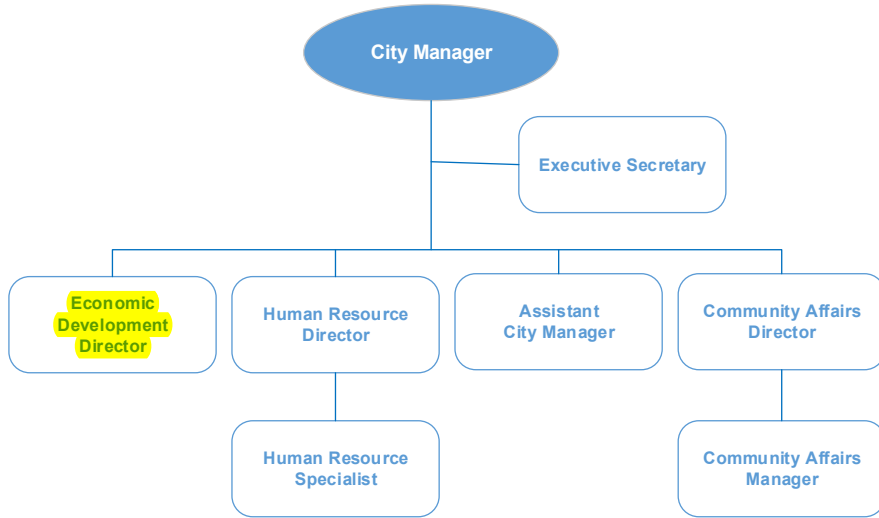 City Manager
Executive Secretary
Economic
Development
Director
Human Resource
Director
Assistant
City Manager
Community Affairs
Director
Human Resource
Specialist
Community Affairs
Manager